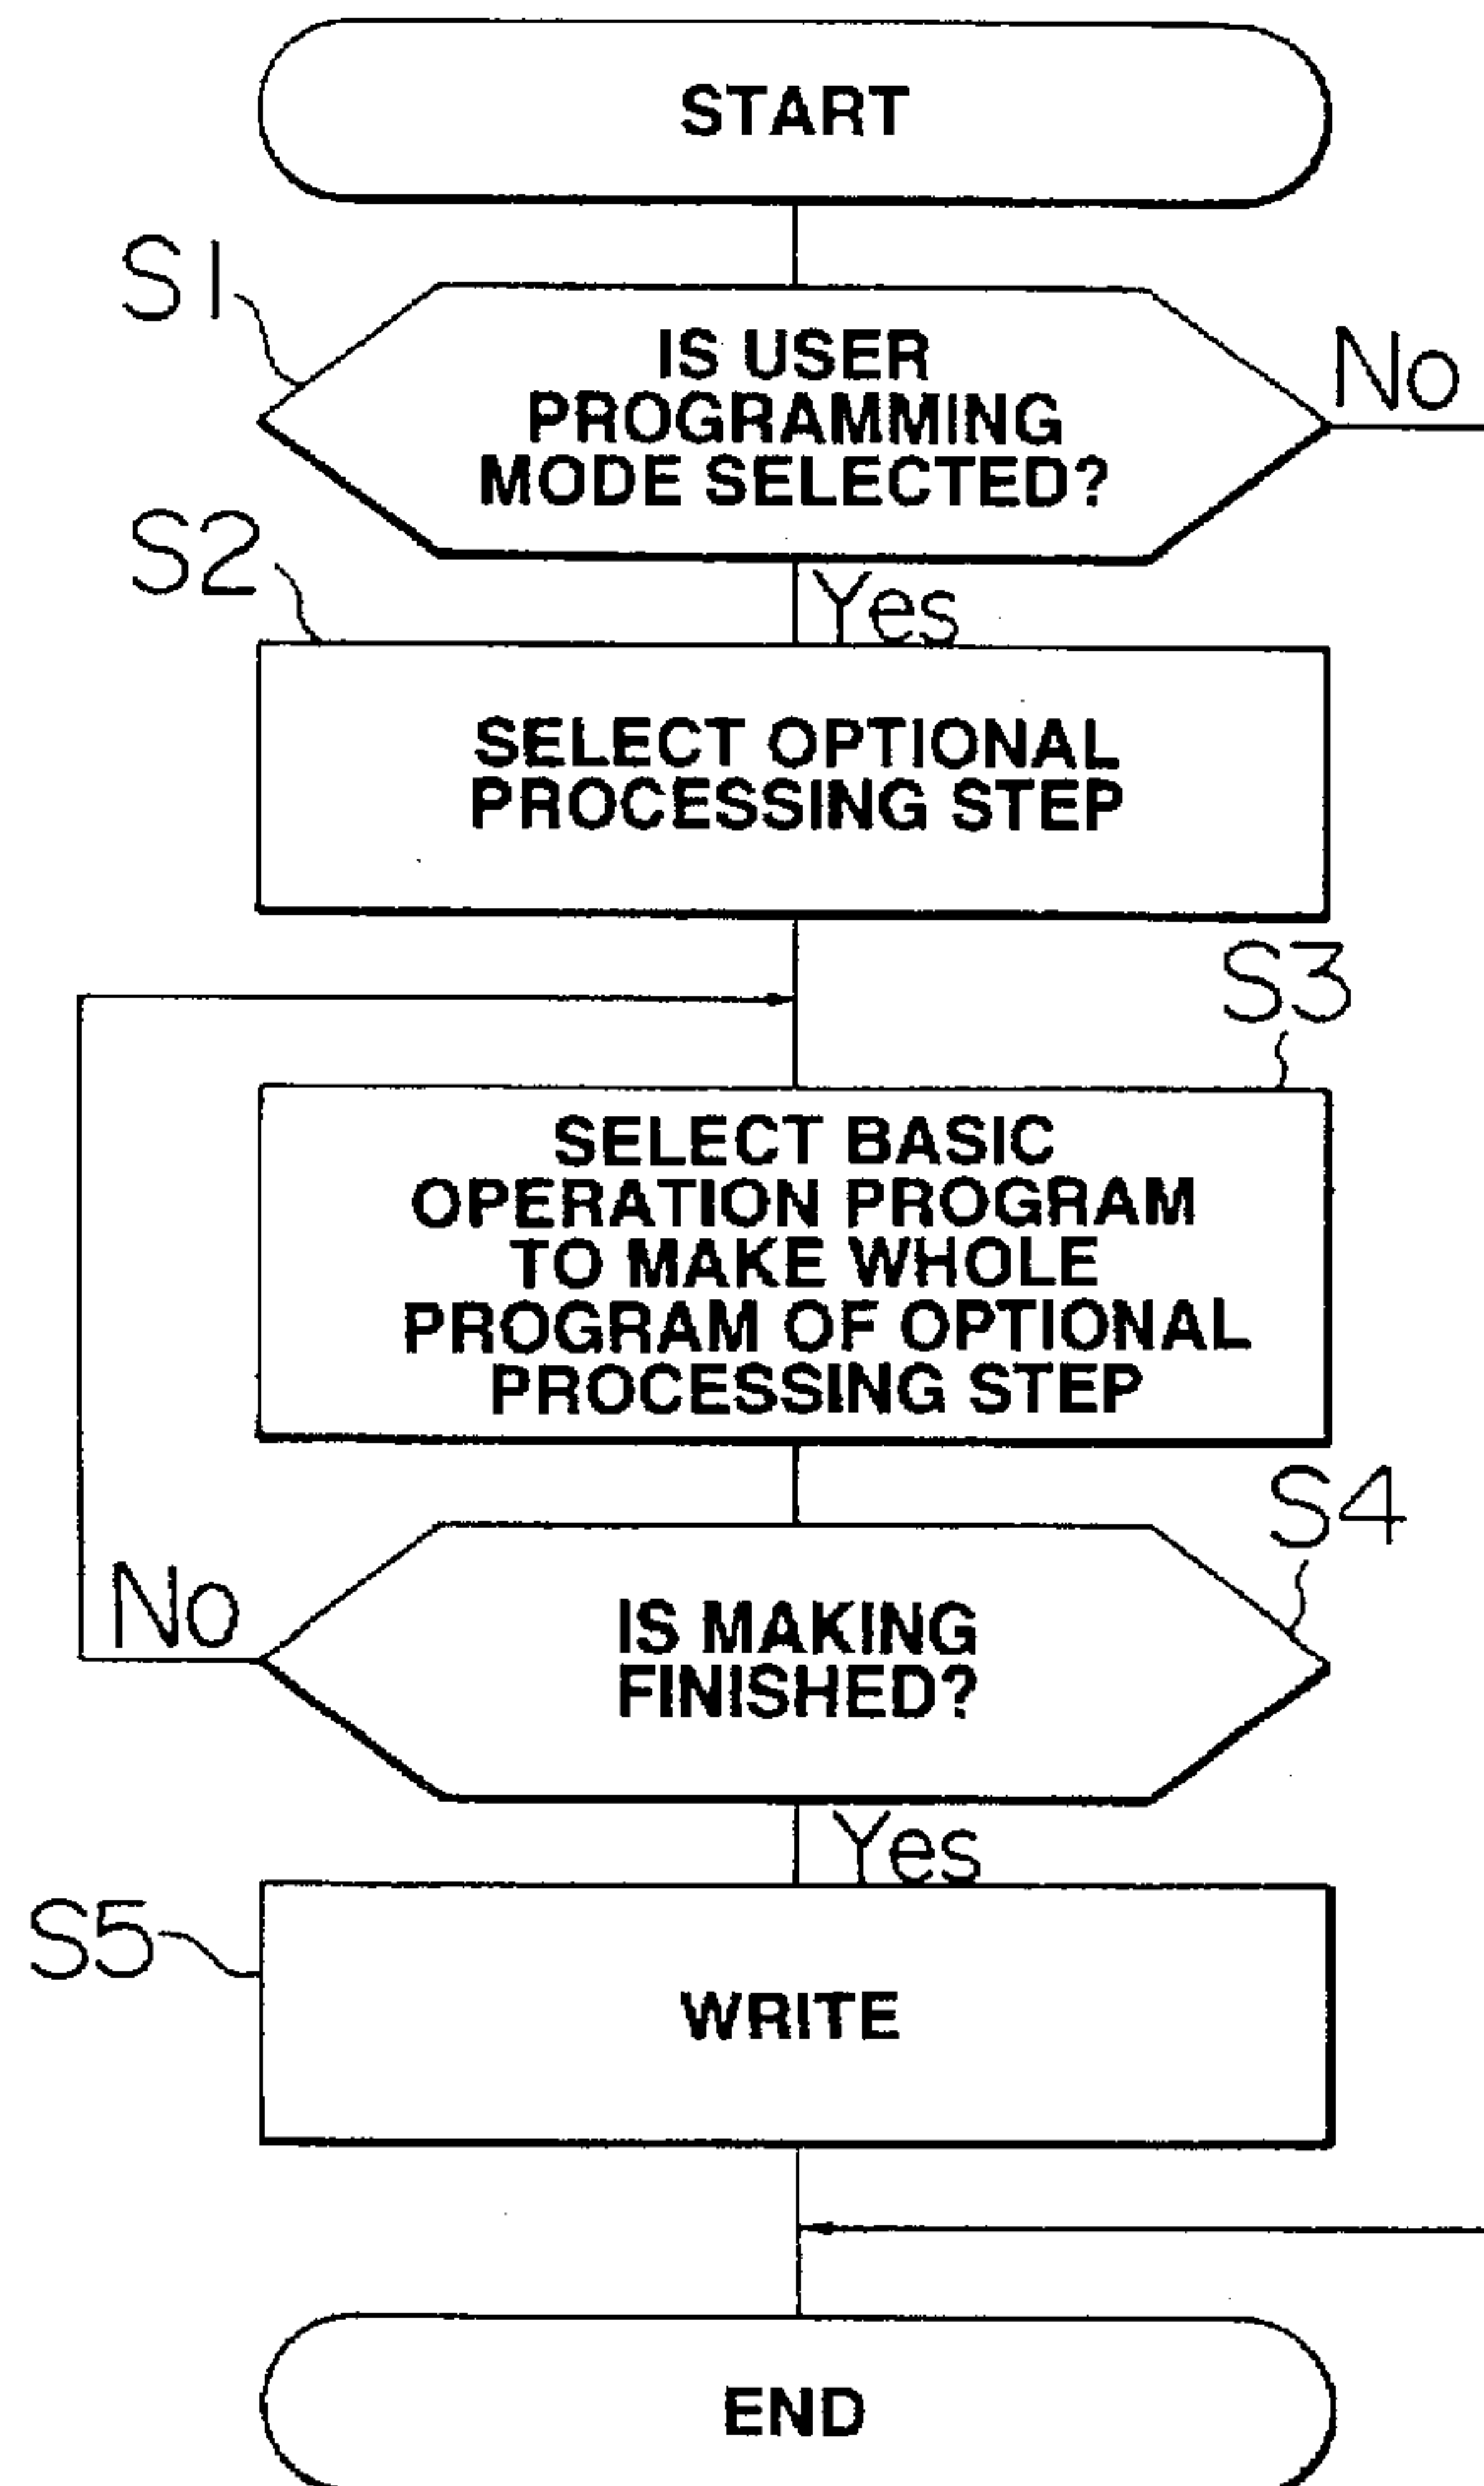 START
S1
IS USER
PROGRAMMING
MODE SELECTED?
No
S2
Yes
SELECT OPTIONAL
PROCESSING STEP
S3
SELECT BASIC
OPERATION PROGRAM
TO MAKE WHOLE
PROGRAM OF OPTIONAL
PROCESSING STEP
S4
No
IS MAKING
FINISHED?
Yes
S5
WRITE
END